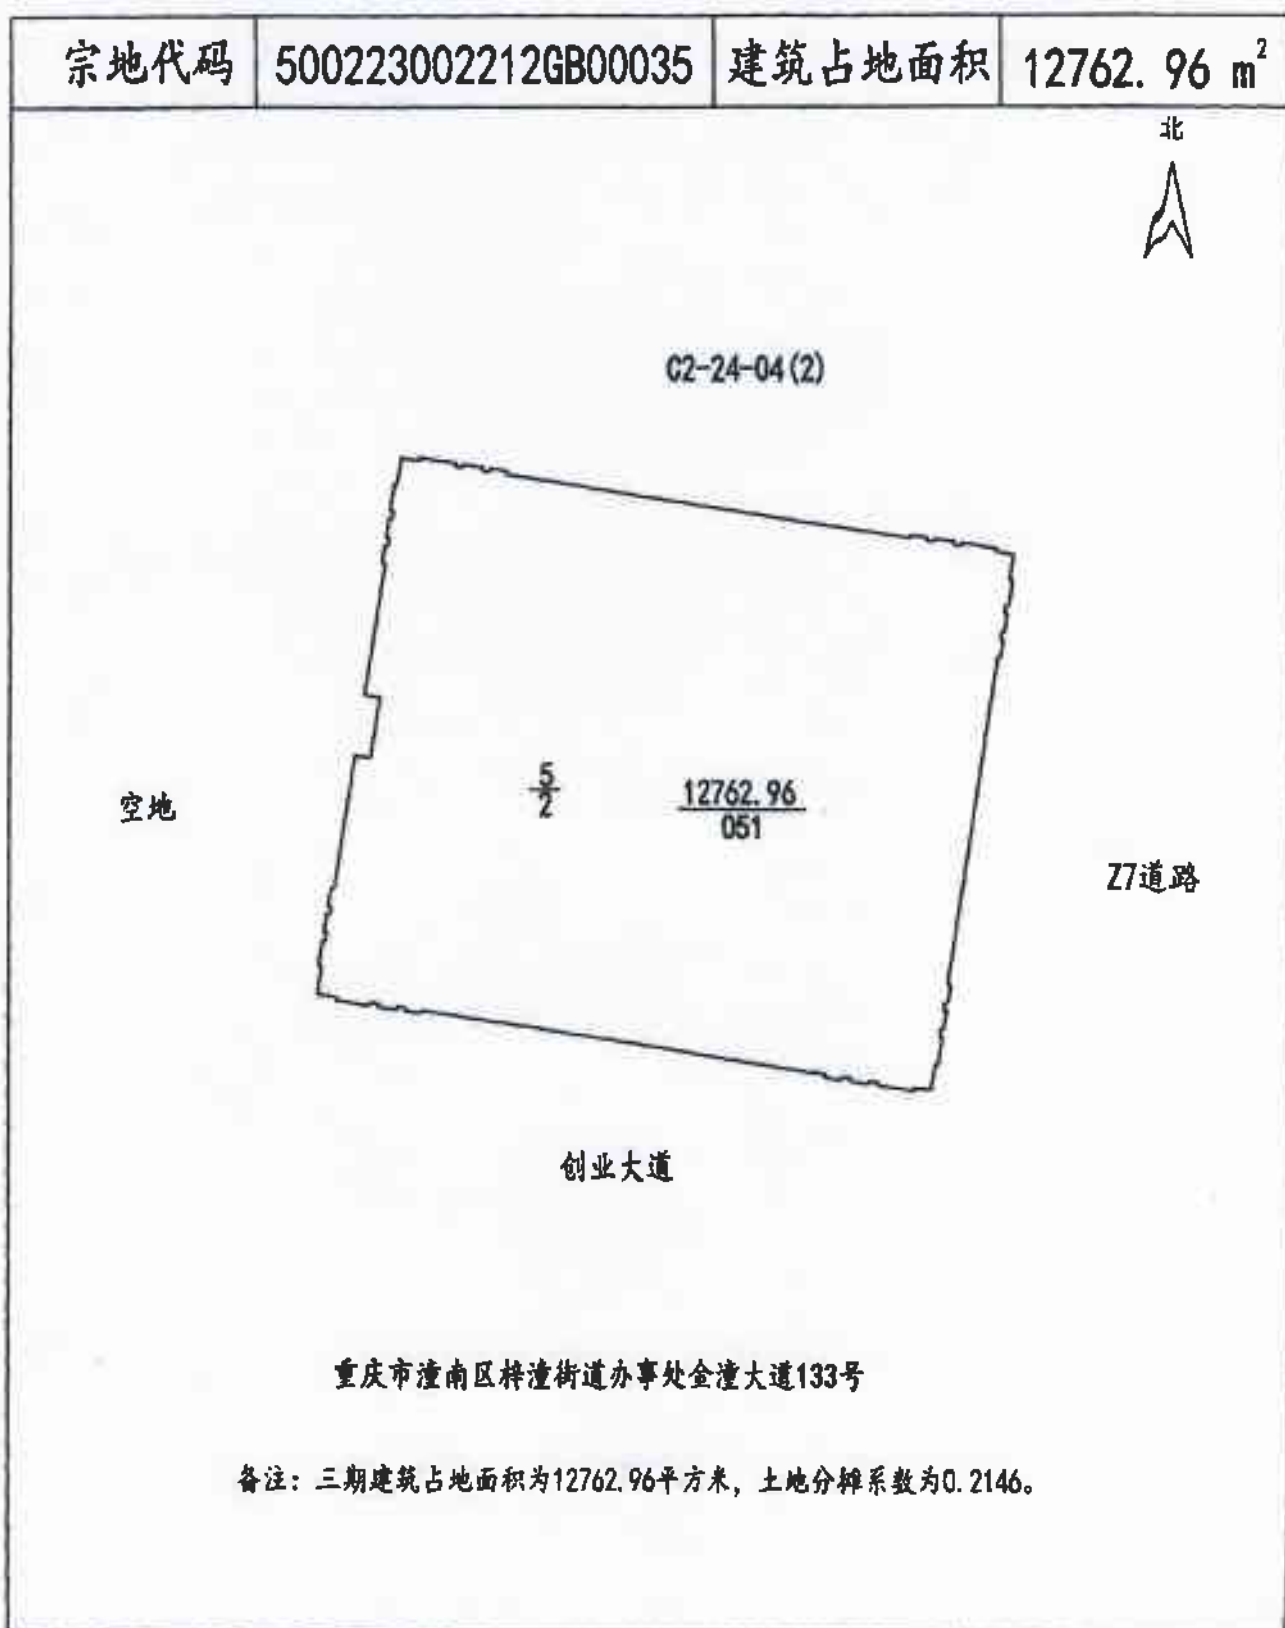 宗地代码 500223002212GB00035 建筑占地面积 12762.96 m²
北
C2-24-04(2)
5
2
12762.96
051
空地
Z7道路
创业大道
重庆市潼南区梓潼街道办事处金潼大道133号
备注：三期建筑占地面积为12762.96平方米，土地分摊系数为0.2146。